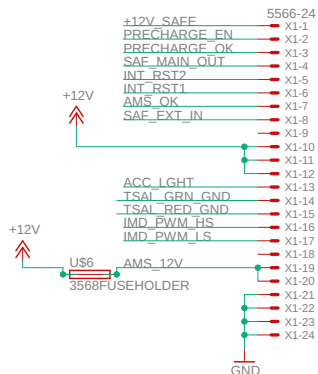 5566-24
+12V_SAFE X1-1
PRECHARGE_EN X1-2
PRECHARGE_OK X1-3
SAF_MAIN_OUT X1-4
INT_RST2 X1-5
INT_RST1 X1-6
AMS_OK X1-7
SAF_EXT_IN X1-8
X1-9
+12V
X1-10
X1-11
X1-12
ACC_LGHT X1-13
TSAL_GRN_GND X1-14
TSAL_RED_GND X1-15
IMD_PWM_HS X1-16
IMD_PWM_LS X1-17
+12V
X1-18
U$6 AMS_12V X1-19
3568FUSEHOLDER X1-20
X1-21
X1-22
X1-23
X1-24
GND